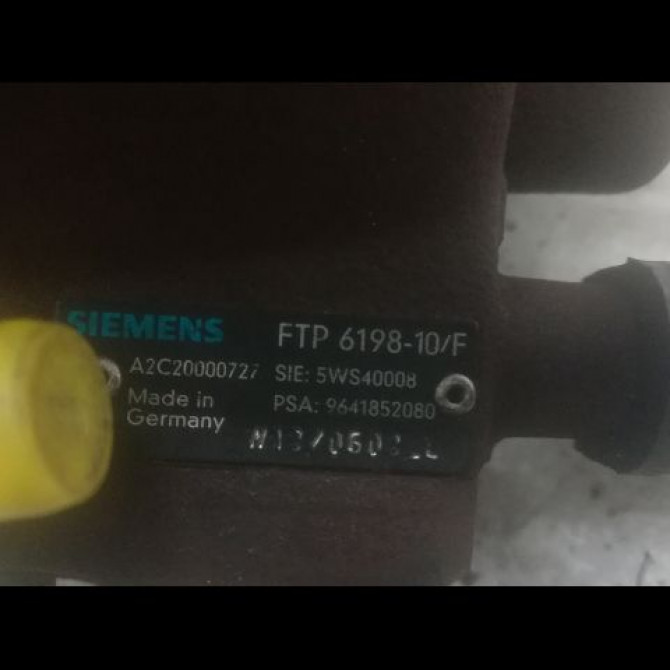 SIEMENS FTP 6198-10/F
A2C20000727 SIE: 5WS40008
Made in PSA: 9641852080
Germany